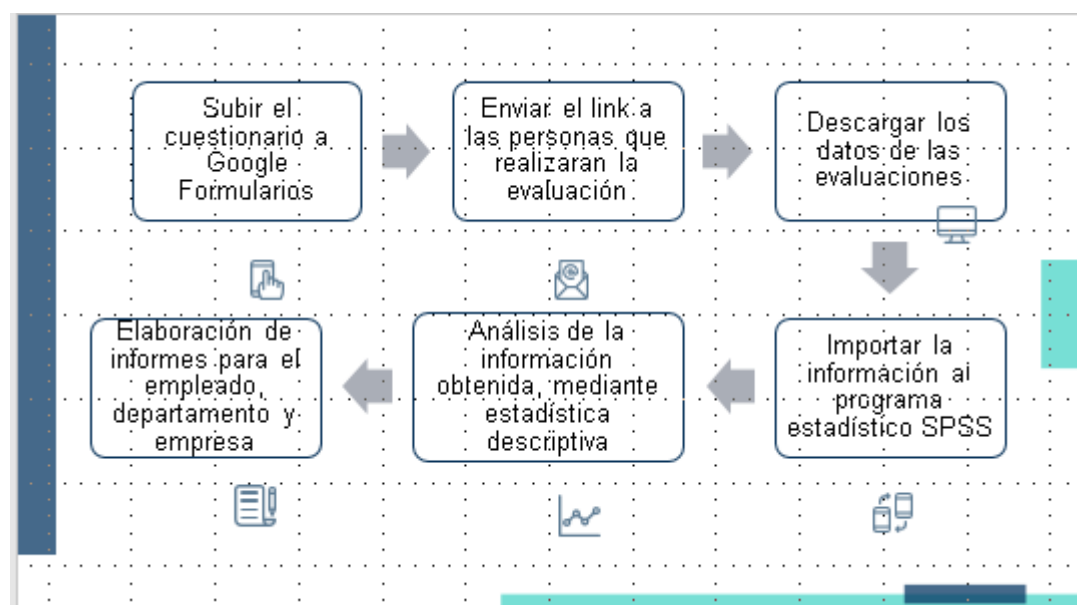 Subir el
cuestionario a
Google
Formularios
Enviar el link a
las personas que
realizaran la
evaluación
Descargar los
datos de las
evaluaciones
Importar la
información al
programa
estadístico SPSS
Análisis de la
información
obtenida, mediante
estadística
descriptiva
Elaboración de
informes para el
empleado,
departamento y
empresa